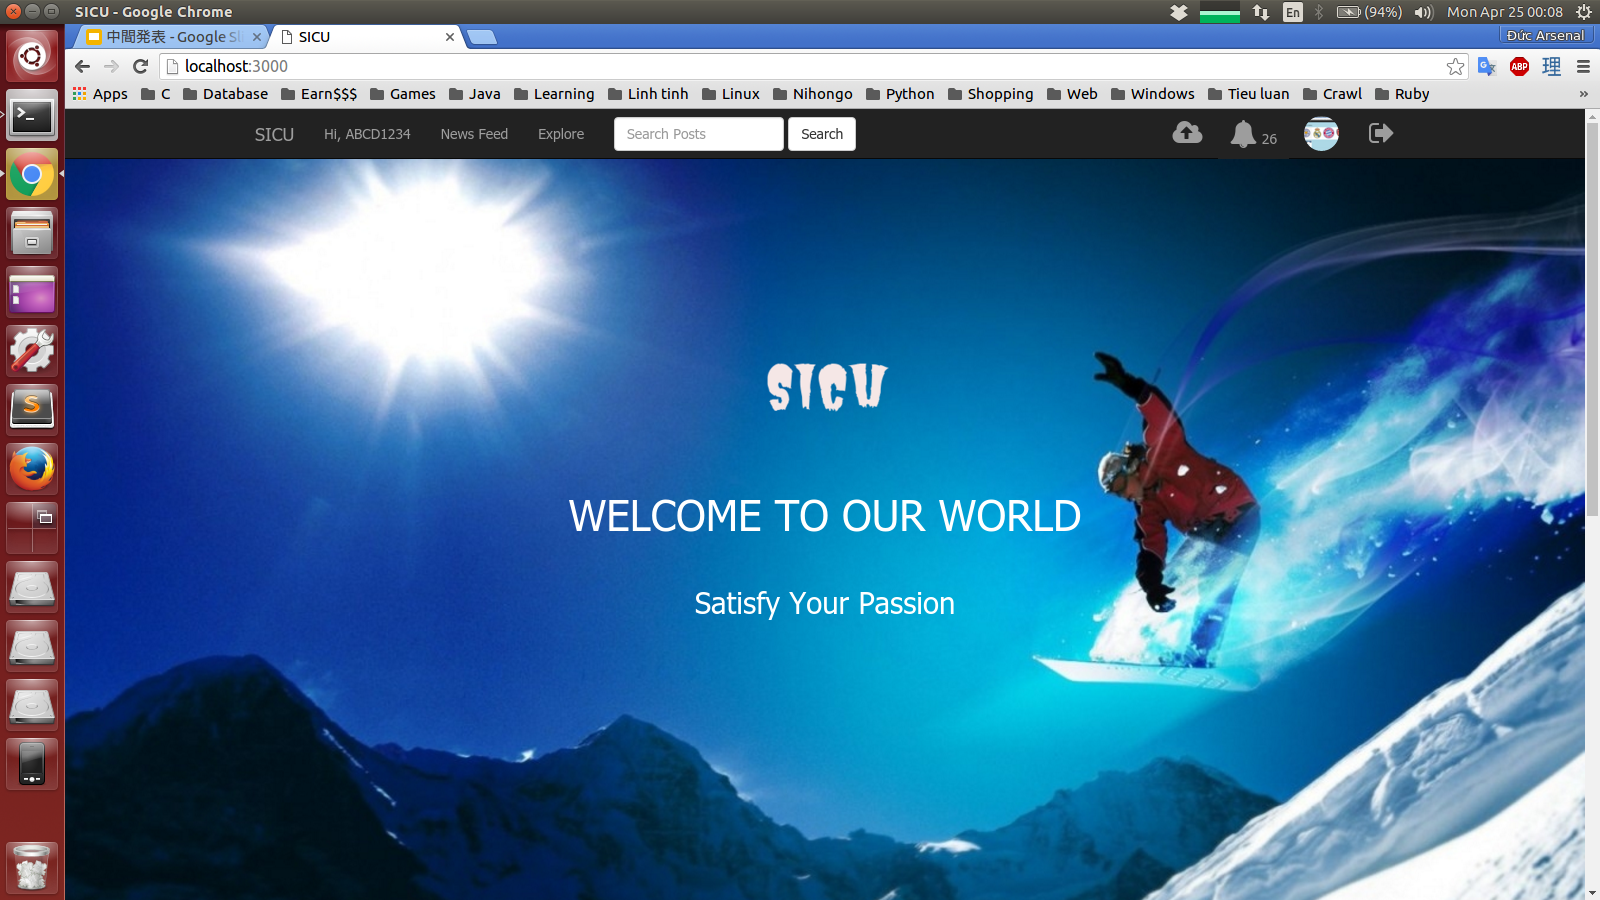 SICU - Google Chrome
En
(94%)
Mon Apr 25 00:08
中間発表 - Google Sl
SICU
Đức Arsenal
localhost:3000
ABP
理
Apps
C
Database
Earn$$$
Games
Java
Learning
Linh tinh
Linux
Nihongo
Python
Shopping
Web
Windows
Tieu luan
Crawl
Ruby
»
SICU
Hi, ABCD1234
News Feed
Explore
Search Posts
Search
26
SICU
WELCOME TO OUR WORLD
Satisfy Your Passion